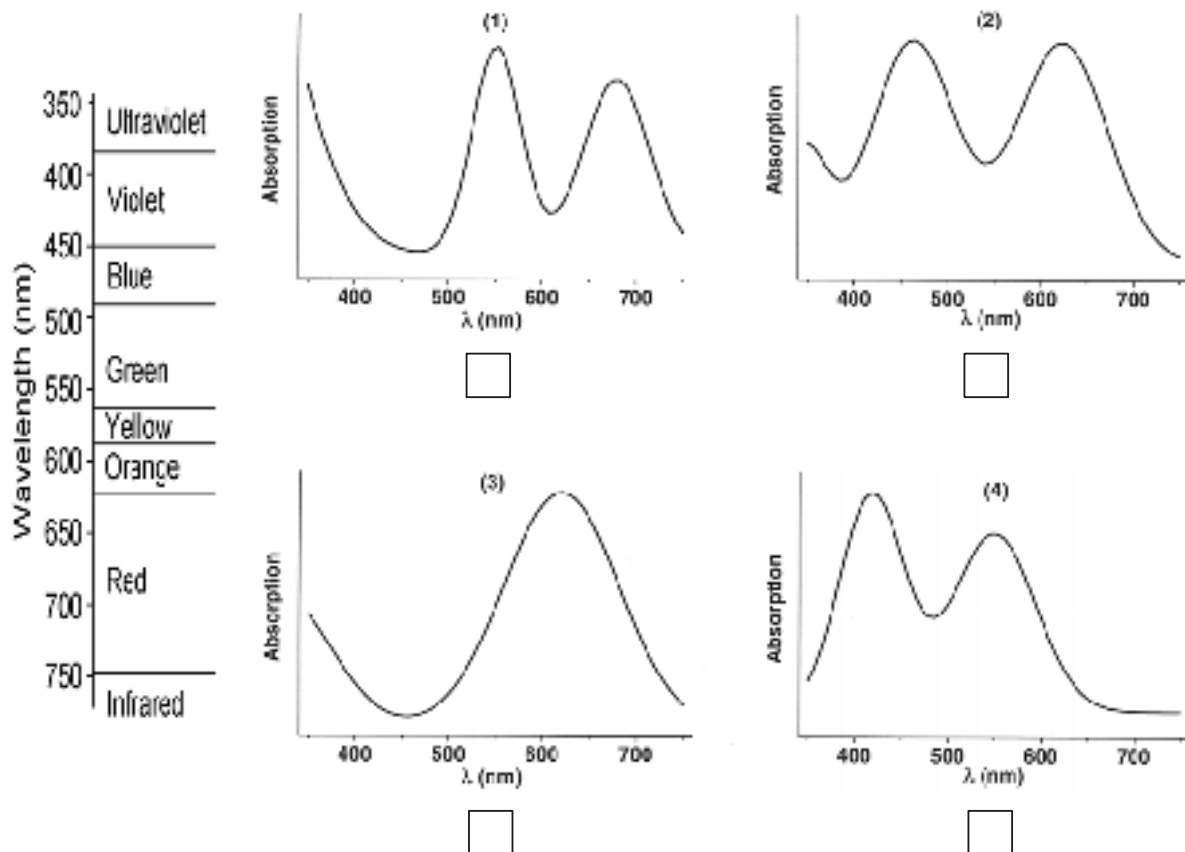 Wavelength (nm)
350
400
450
500
550
600
650
700
750
Ultraviolet
Violet
Blue
Green
Yellow
Orange
Red
Infrared
(1)
Absorption
400 500 600 700
λ (nm)
(2)
Absorption
400 500 600 700
λ (nm)
(3)
Absorption
400 500 600 700
λ (nm)
(4)
Absorption
400 500 600 700
λ (nm)